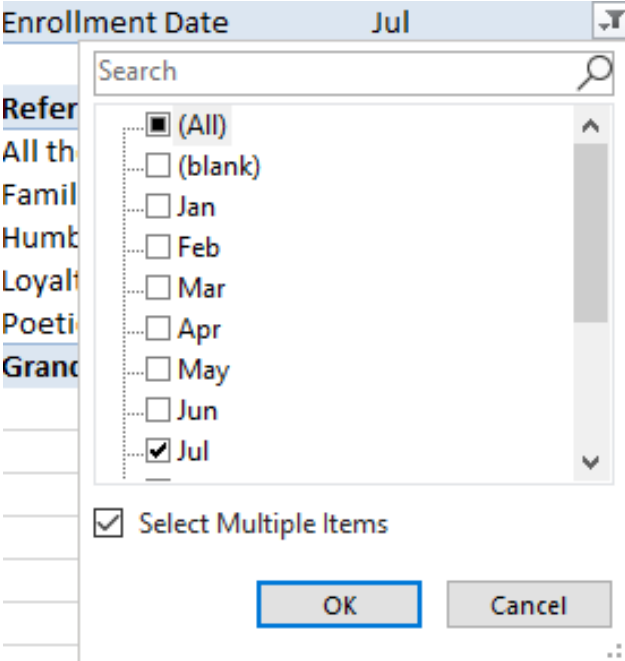 Enrollment Date Jul
Search
Refer
(All)
All th
(blank)
Famil
Jan
Humb
Feb
Loyalt
Mar
Poeti
Apr
Grand
May
Jun
Jul
Select Multiple Items
OK Cancel